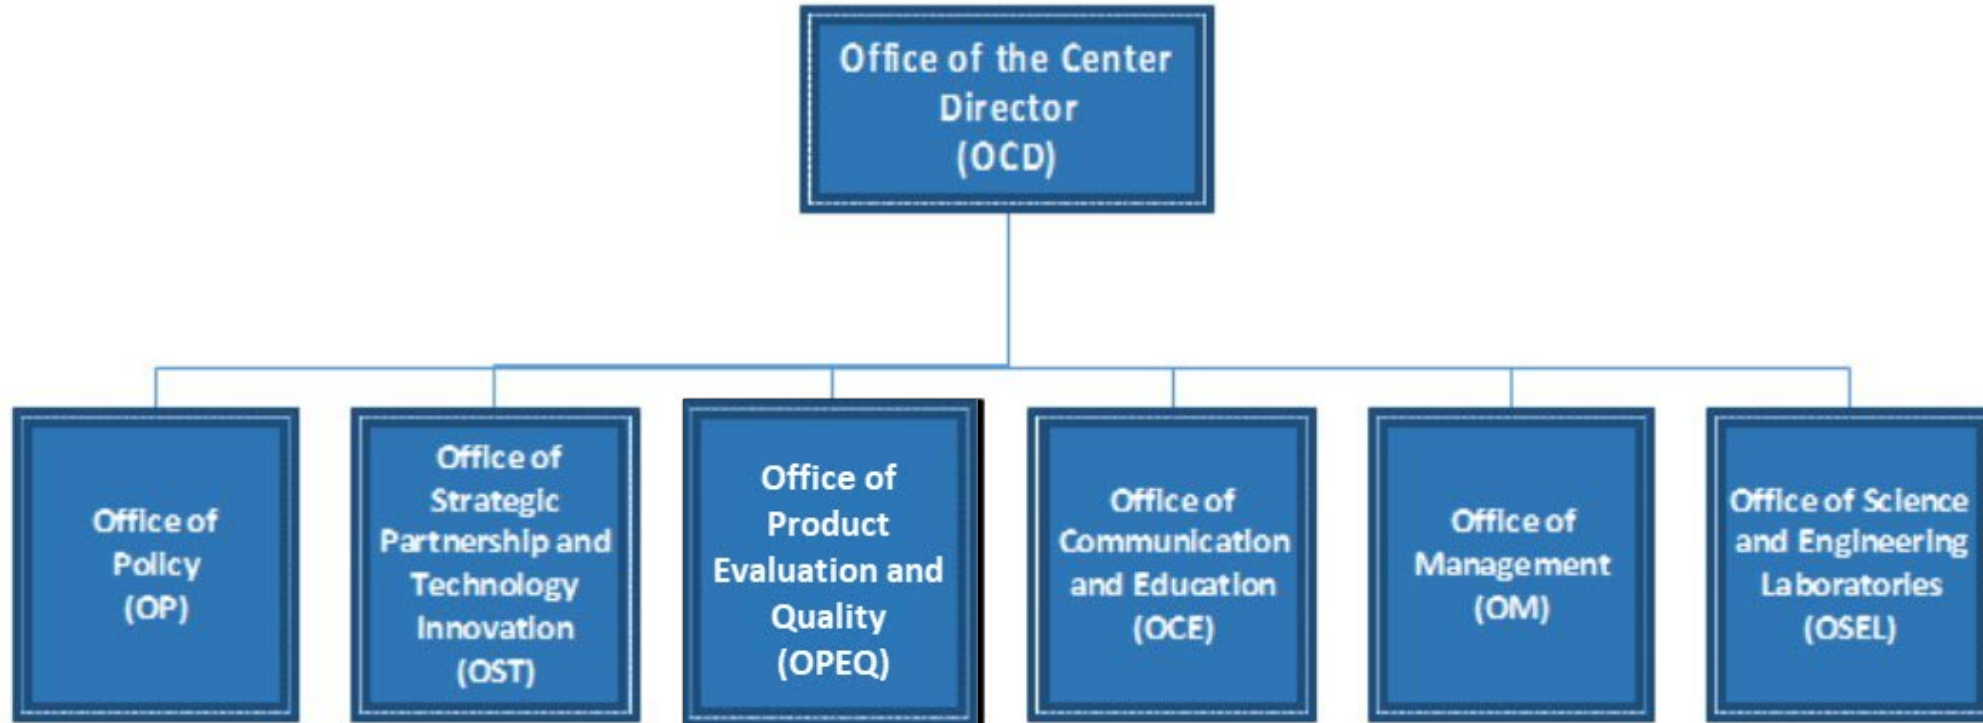 Office of the Center
Director
(OCD)
Office of
Policy
(OP)
Office of
Strategic
Partnership and
Technology
Innovation
(OST)
Office of
Product
Evaluation and
Quality
(OPEQ)
Office of
Communication
and Education
(OCE)
Office of
Management
(OM)
Office of Science
and Engineering
Laboratories
(OSEL)